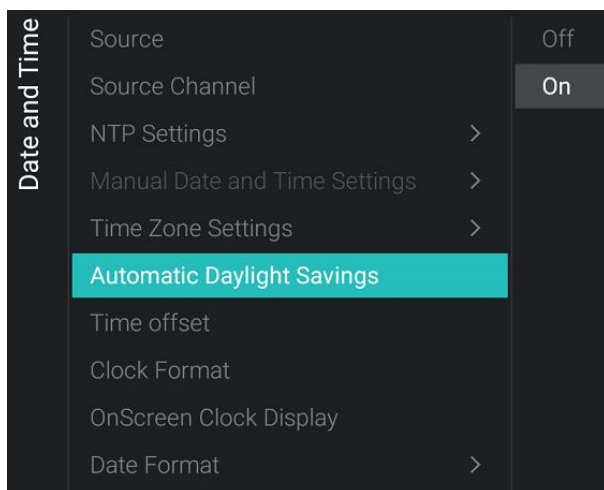 Date and Time
Source
Source Channel
NTP Settings
Manual Date and Time Settings
Time Zone Settings
Automatic Daylight Savings
Time offset
Clock Format
OnScreen Clock Display
Date Format
Off
On